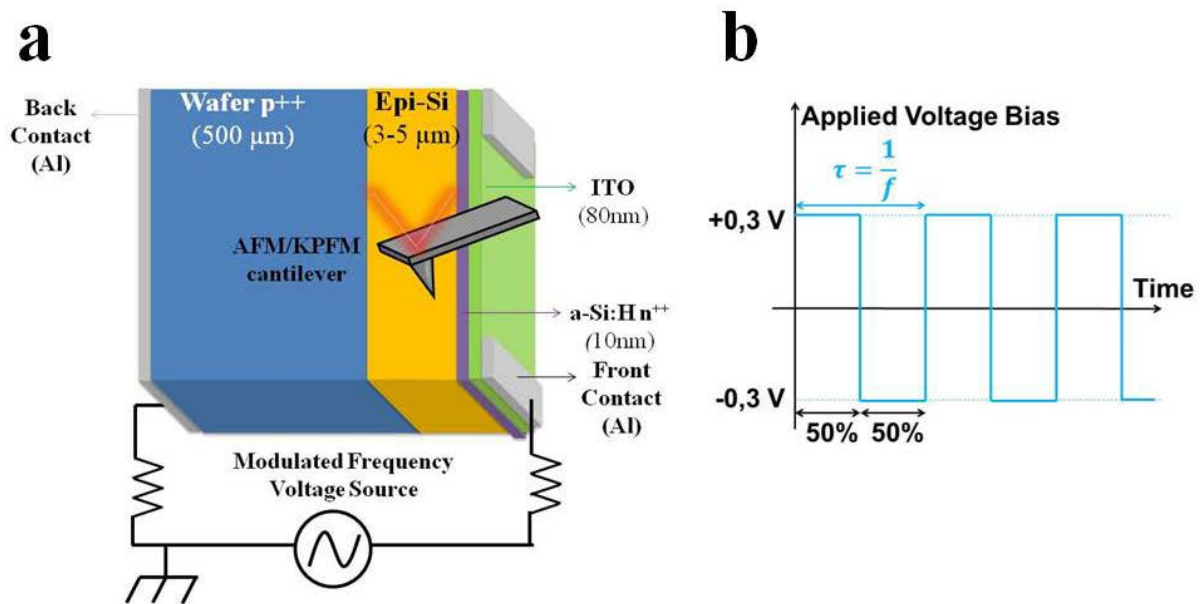 a
Back
Contact
(Al)
Wafer p++
(500 μm)
Epi-Si
(3-5 μm)
ITO
(80nm)
AFM/KPFM
cantilever
a-Si:H n++
(10nm)
Front
Contact
(Al)
Modulated Frequency
Voltage Source
b
Applied Voltage Bias
τ = 1/f
+0,3 V
Time
-0,3 V
50% 50%